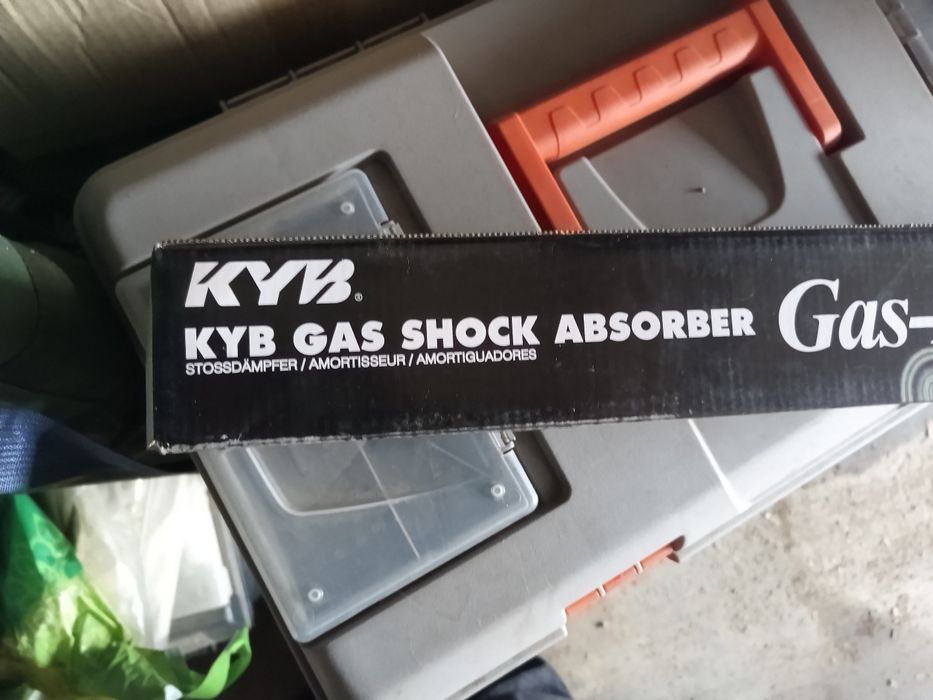 KYB®
KYB GAS SHOCK ABSORBER
STOSSDÄMPFER / AMORTISSEUR / AMORTIGUADORES
Gas-